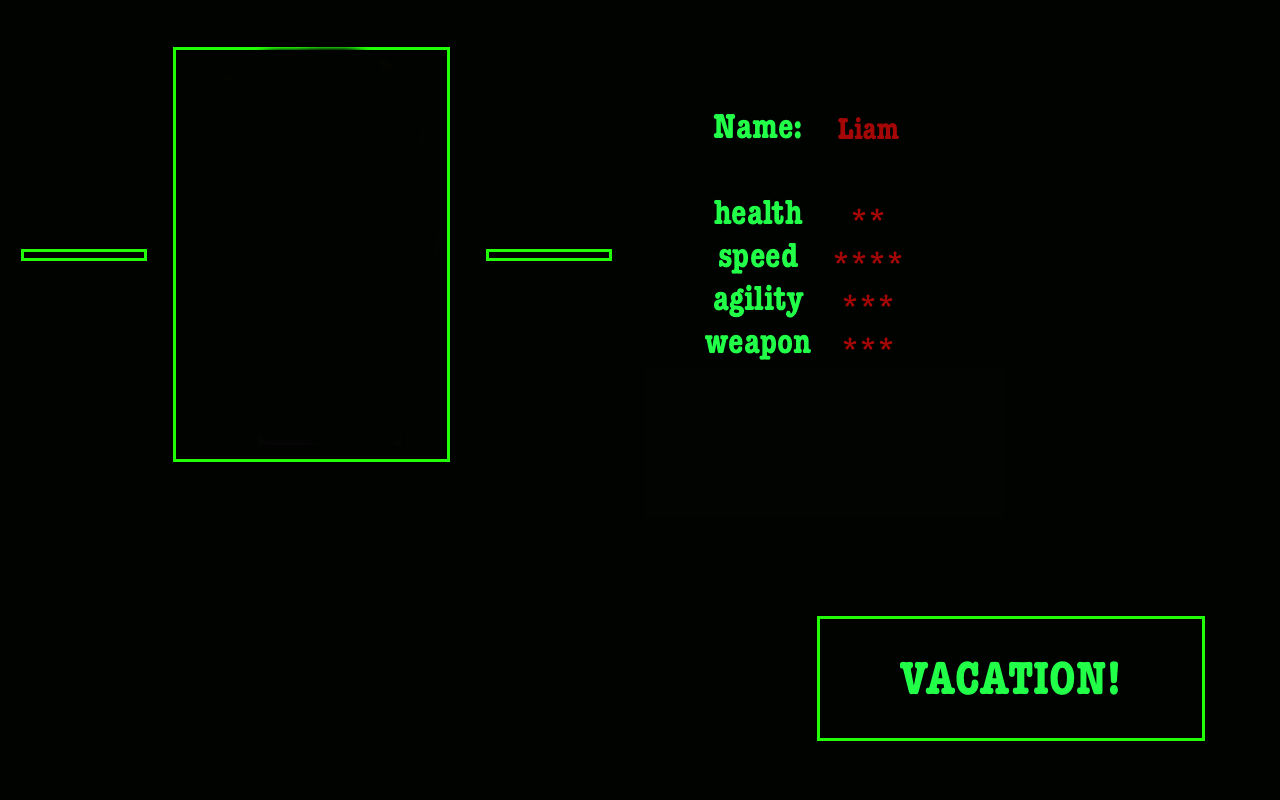 Name: Liam
health **
speed ****
agility ***
weapon ***
VACATION!